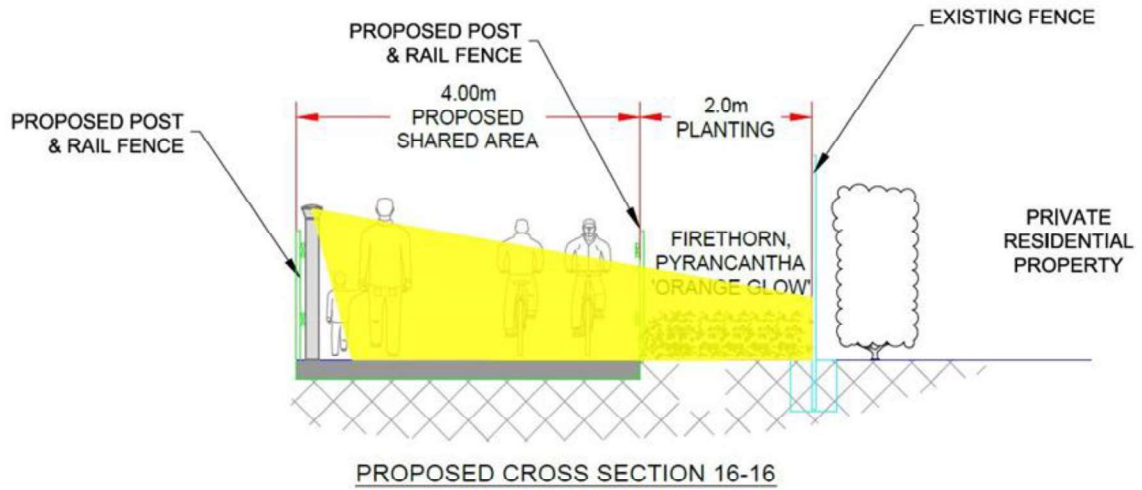 EXISTING FENCE
PROPOSED POST
& RAIL FENCE
4.00m
PROPOSED
SHARED AREA
2.0m
PLANTING
PROPOSED POST
& RAIL FENCE
FIRETHORN,
PYRANCANTHA
'ORANGE GLOW'
PRIVATE
RESIDENTIAL
PROPERTY
PROPOSED CROSS SECTION 16-16